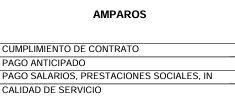 AMPAROS
CUMPLIMIENTO DE CONTRATO
PAGO ANTICIPADO
PAGO SALARIOS, PRESTACIONES SOCIALES, IN
CALIDAD DE SERVICIO